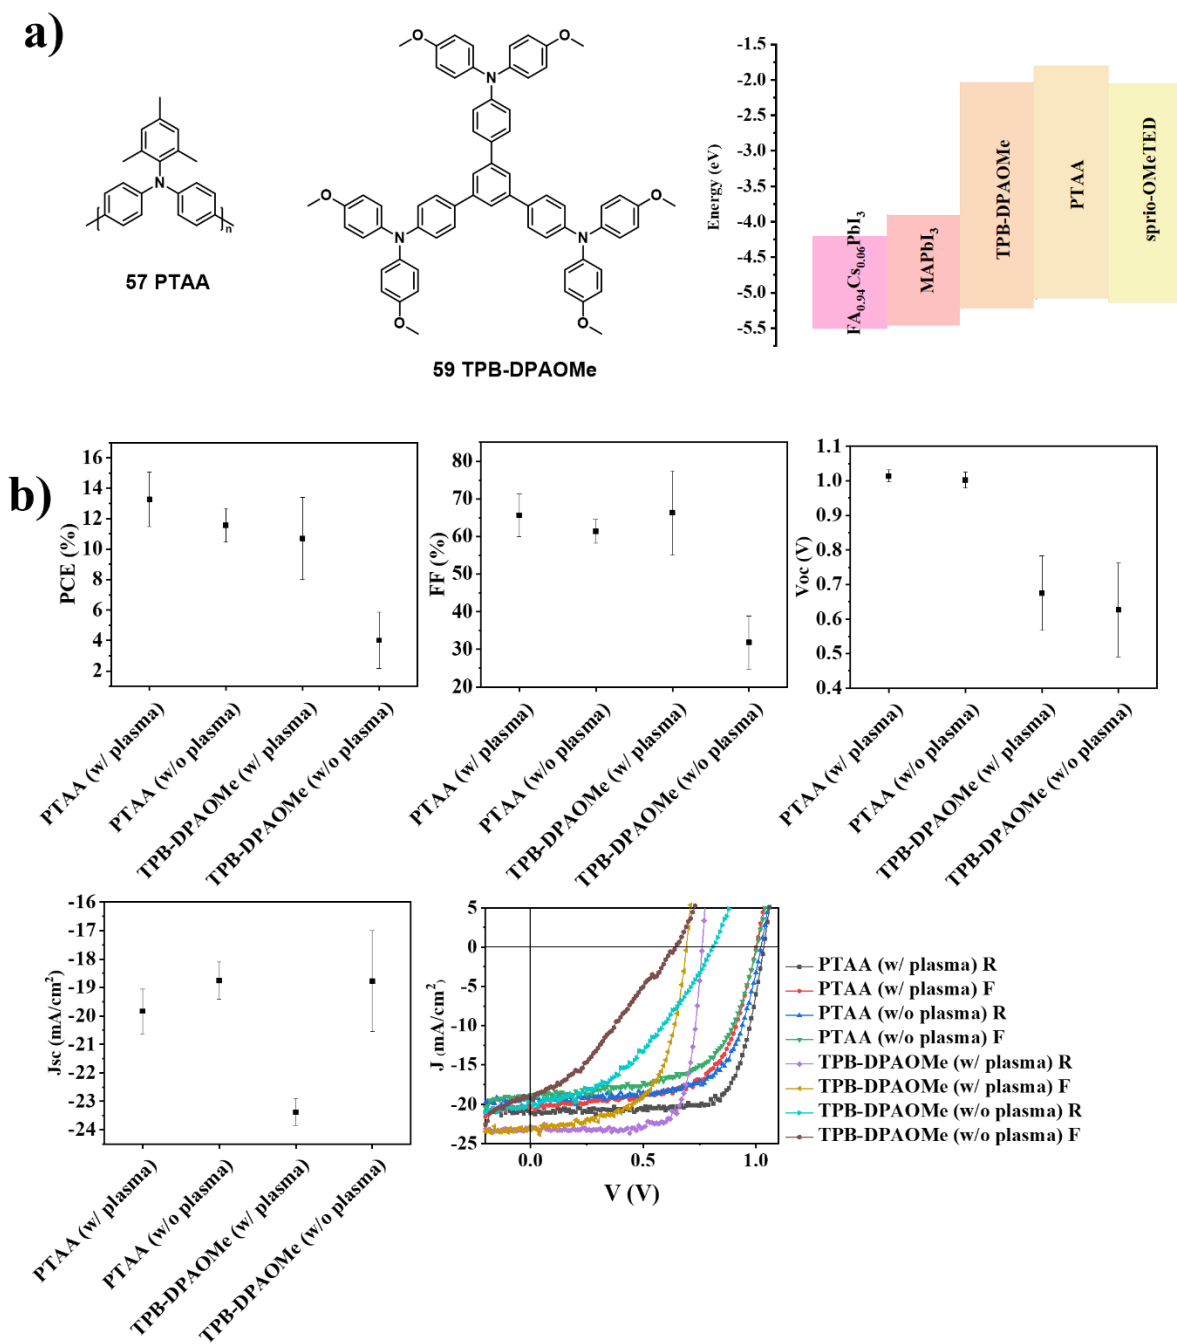 a)
57 PTAA
O
O
N
O
O
N
N
O
O
59 TPB-DPAOMe
N
n
Energy (eV)
-1.5
-2.0
-2.5
-3.0
-3.5
-4.0
-4.5
-5.0
-5.5
FA0.94Cs0.06PbI3
MAPbI3
TPB-DPAOMe
PTAA
sprio-OMeTED
b)
PCE (%)
16
14
12
10
8
6
4
2
PTAA (w/ plasma)
PTAA (w/o plasma)
TPB-DPAOMe (w/ plasma)
TPB-DPAOMe (w/o plasma)
FF (%)
80
70
60
50
40
30
20
PTAA (w/ plasma)
PTAA (w/o plasma)
TPB-DPAOMe (w/ plasma)
TPB-DPAOMe (w/o plasma)
Voc (V)
1.1
1.0
0.9
0.8
0.7
0.6
0.5
0.4
PTAA (w/ plasma)
PTAA (w/o plasma)
TPB-DPAOMe (w/ plasma)
TPB-DPAOMe (w/o plasma)
Jsc (mA/cm2)
-16
-17
-18
-19
-20
-21
-22
-23
-24
PTAA (w/ plasma)
PTAA (w/o plasma)
TPB-DPAOMe (w/ plasma)
TPB-DPAOMe (w/o plasma)
J (mA/cm2)
5
0
-5
-10
-15
-20
-25
0.0
0.5
1.0
V (V)
PTAA (w/ plasma) R
PTAA (w/ plasma) F
PTAA (w/o plasma) R
PTAA (w/o plasma) F
TPB-DPAOMe (w/ plasma) R
TPB-DPAOMe (w/ plasma) F
TPB-DPAOMe (w/o plasma) R
TPB-DPAOMe (w/o plasma) F